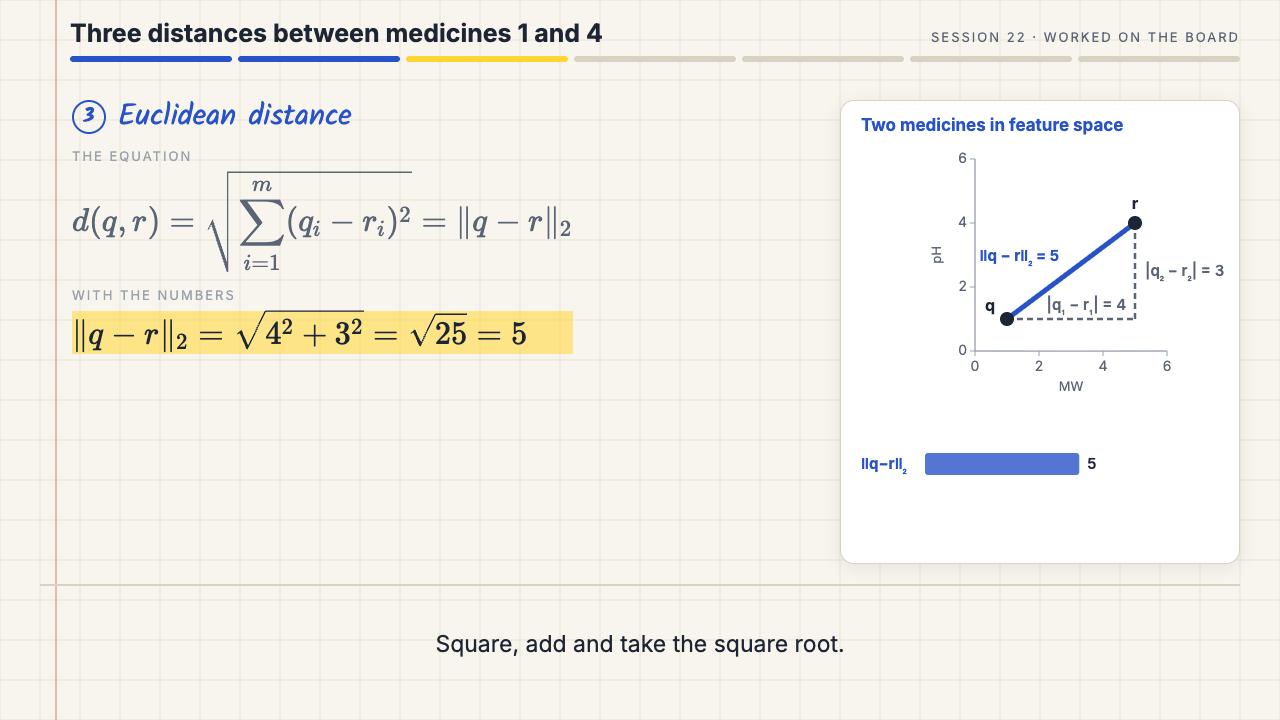 Three distances between medicines 1 and 4
SESSION 22 · WORKED ON THE BOARD
3 Euclidean distance
THE EQUATION
d(q, r) = √(∑_{i=1}^{m} (qᵢ − rᵢ)²) = ‖q − r‖₂
WITH THE NUMBERS
‖q − r‖₂ = √(4² + 3²) = √25 = 5
Two medicines in feature space
6
r
4
pH
‖q − r‖₂ = 5
|q₂ − r₂| = 3
2
q
|q₁ − r₁| = 4
0
0 2 4 6
MW
‖q−r‖₂ 5
Square, add and take the square root.